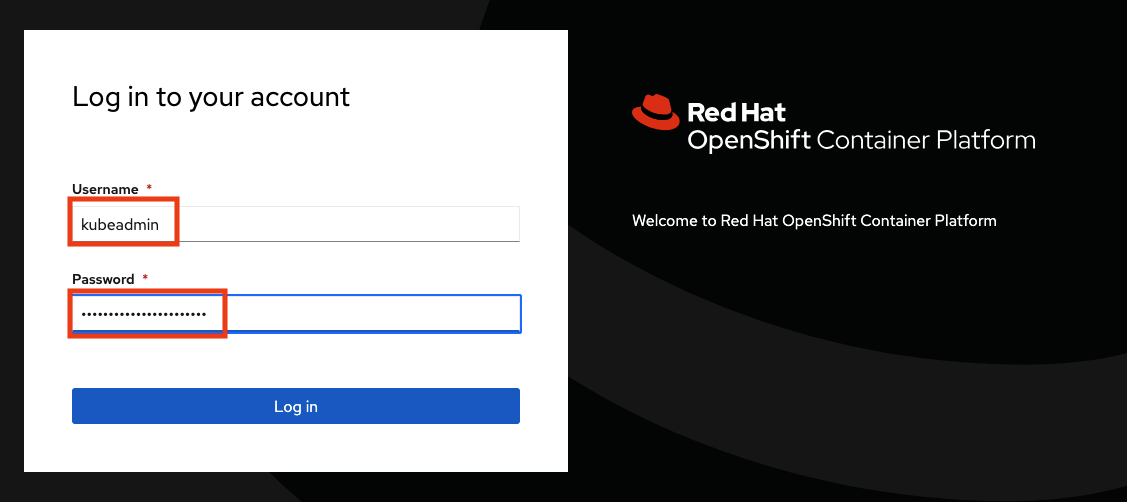 Log in to your account
Username *
kubeadmin
Password *
•••••••••••••••••••••••
Log in
Red Hat
OpenShift Container Platform
Welcome to Red Hat OpenShift Container Platform